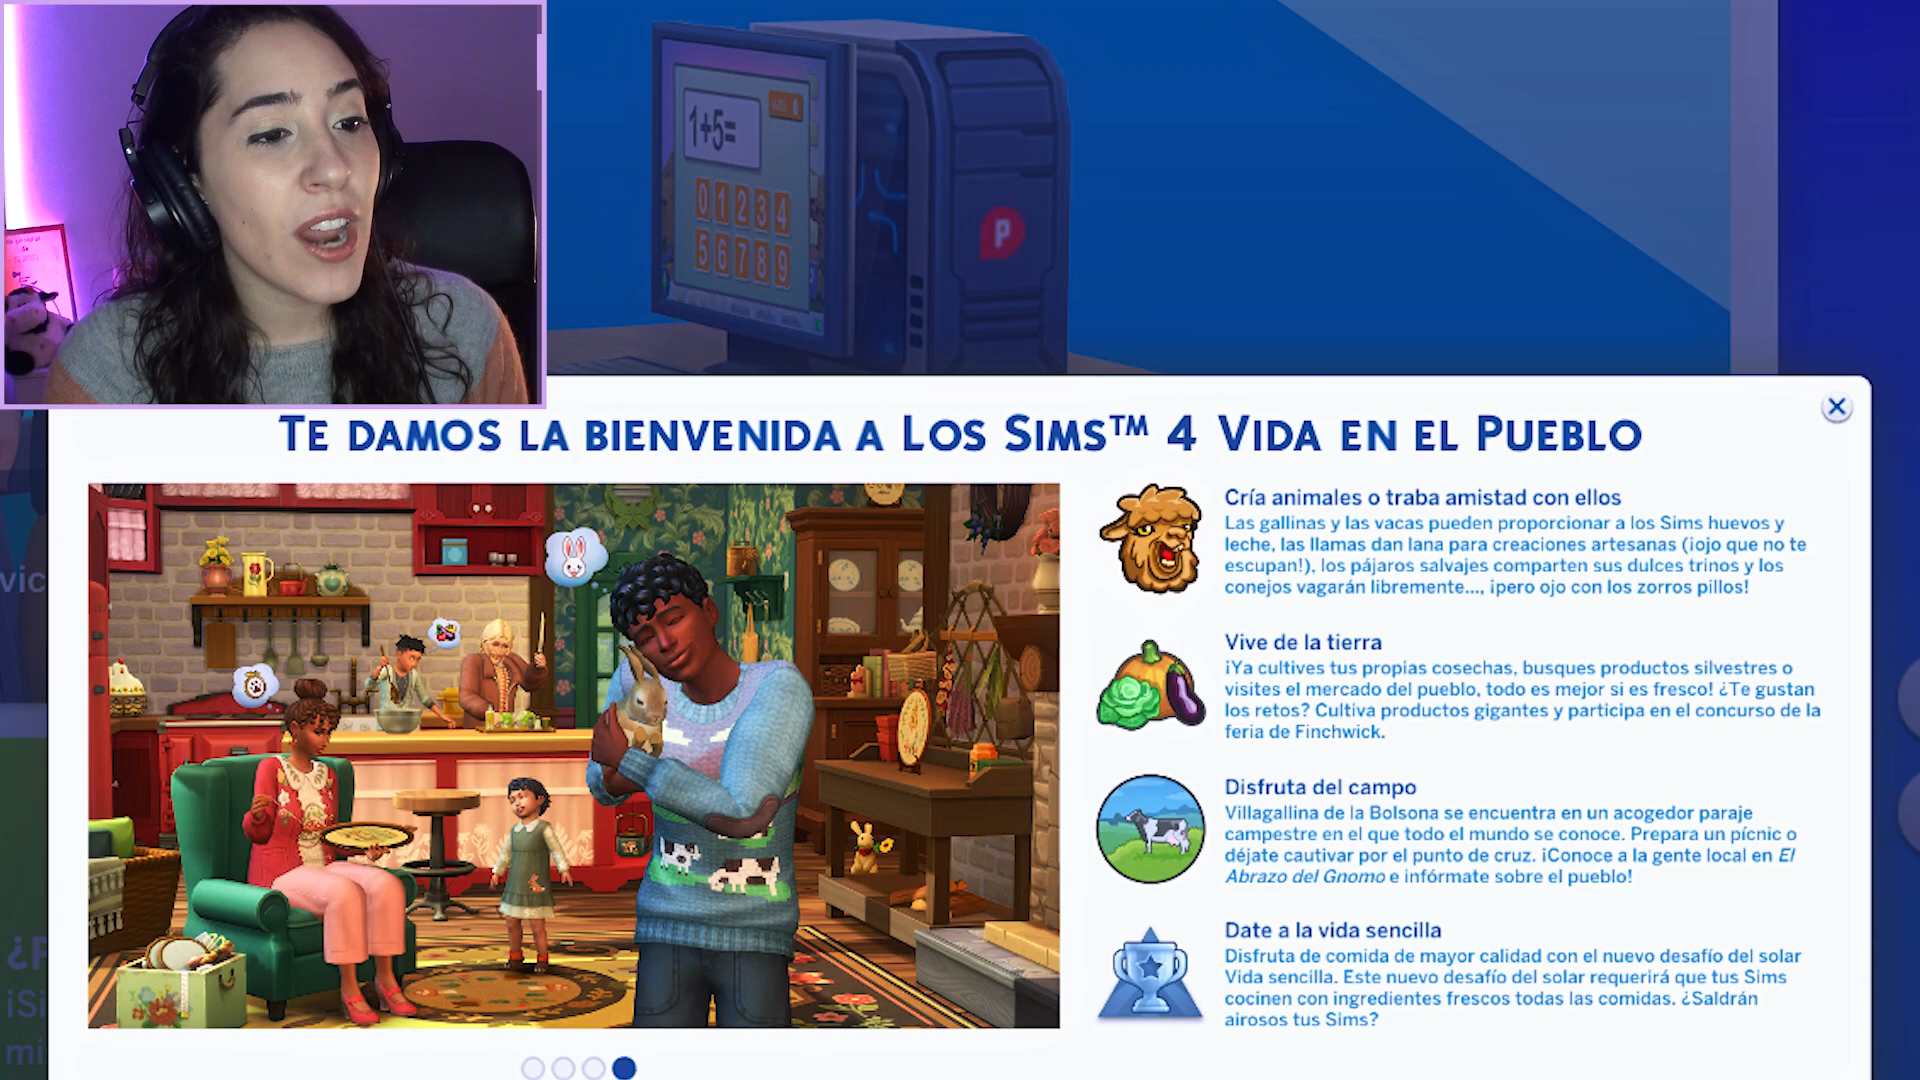 1+5=
0 1 2 3 4
5 6 7 8 9
P
TE DAMOS LA BIENVENIDA A LOS SIMS™ 4 VIDA EN EL PUEBLO
Cría animales o traba amistad con ellos
Las gallinas y las vacas pueden proporcionar a los Sims huevos y
leche, las llamas dan lana para creaciones artesanas (¡ojo que no te
escupan!), los pájaros salvajes comparten sus dulces trinos y los
conejos vagarán libremente..., ¡pero ojo con los zorros pillos!
Vive de la tierra
¡Ya cultives tus propias cosechas, busques productos silvestres o
visites el mercado del pueblo, todo es mejor si es fresco! ¿Te gustan
los retos? Cultiva productos gigantes y participa en el concurso de la
feria de Finchwick.
Disfruta del campo
Villagallina de la Bolsona se encuentra en un acogedor paraje
campestre en el que todo el mundo se conoce. Prepara un pícnic o
déjate cautivar por el punto de cruz. ¡Conoce a la gente local en El
Abrazo del Gnomo e infórmate sobre el pueblo!
Date a la vida sencilla
Disfruta de comida de mayor calidad con el nuevo desafío del solar
Vida sencilla. Este nuevo desafío del solar requerirá que tus Sims
cocinen con ingredientes frescos todas las comidas. ¿Saldrán
airosos tus Sims?